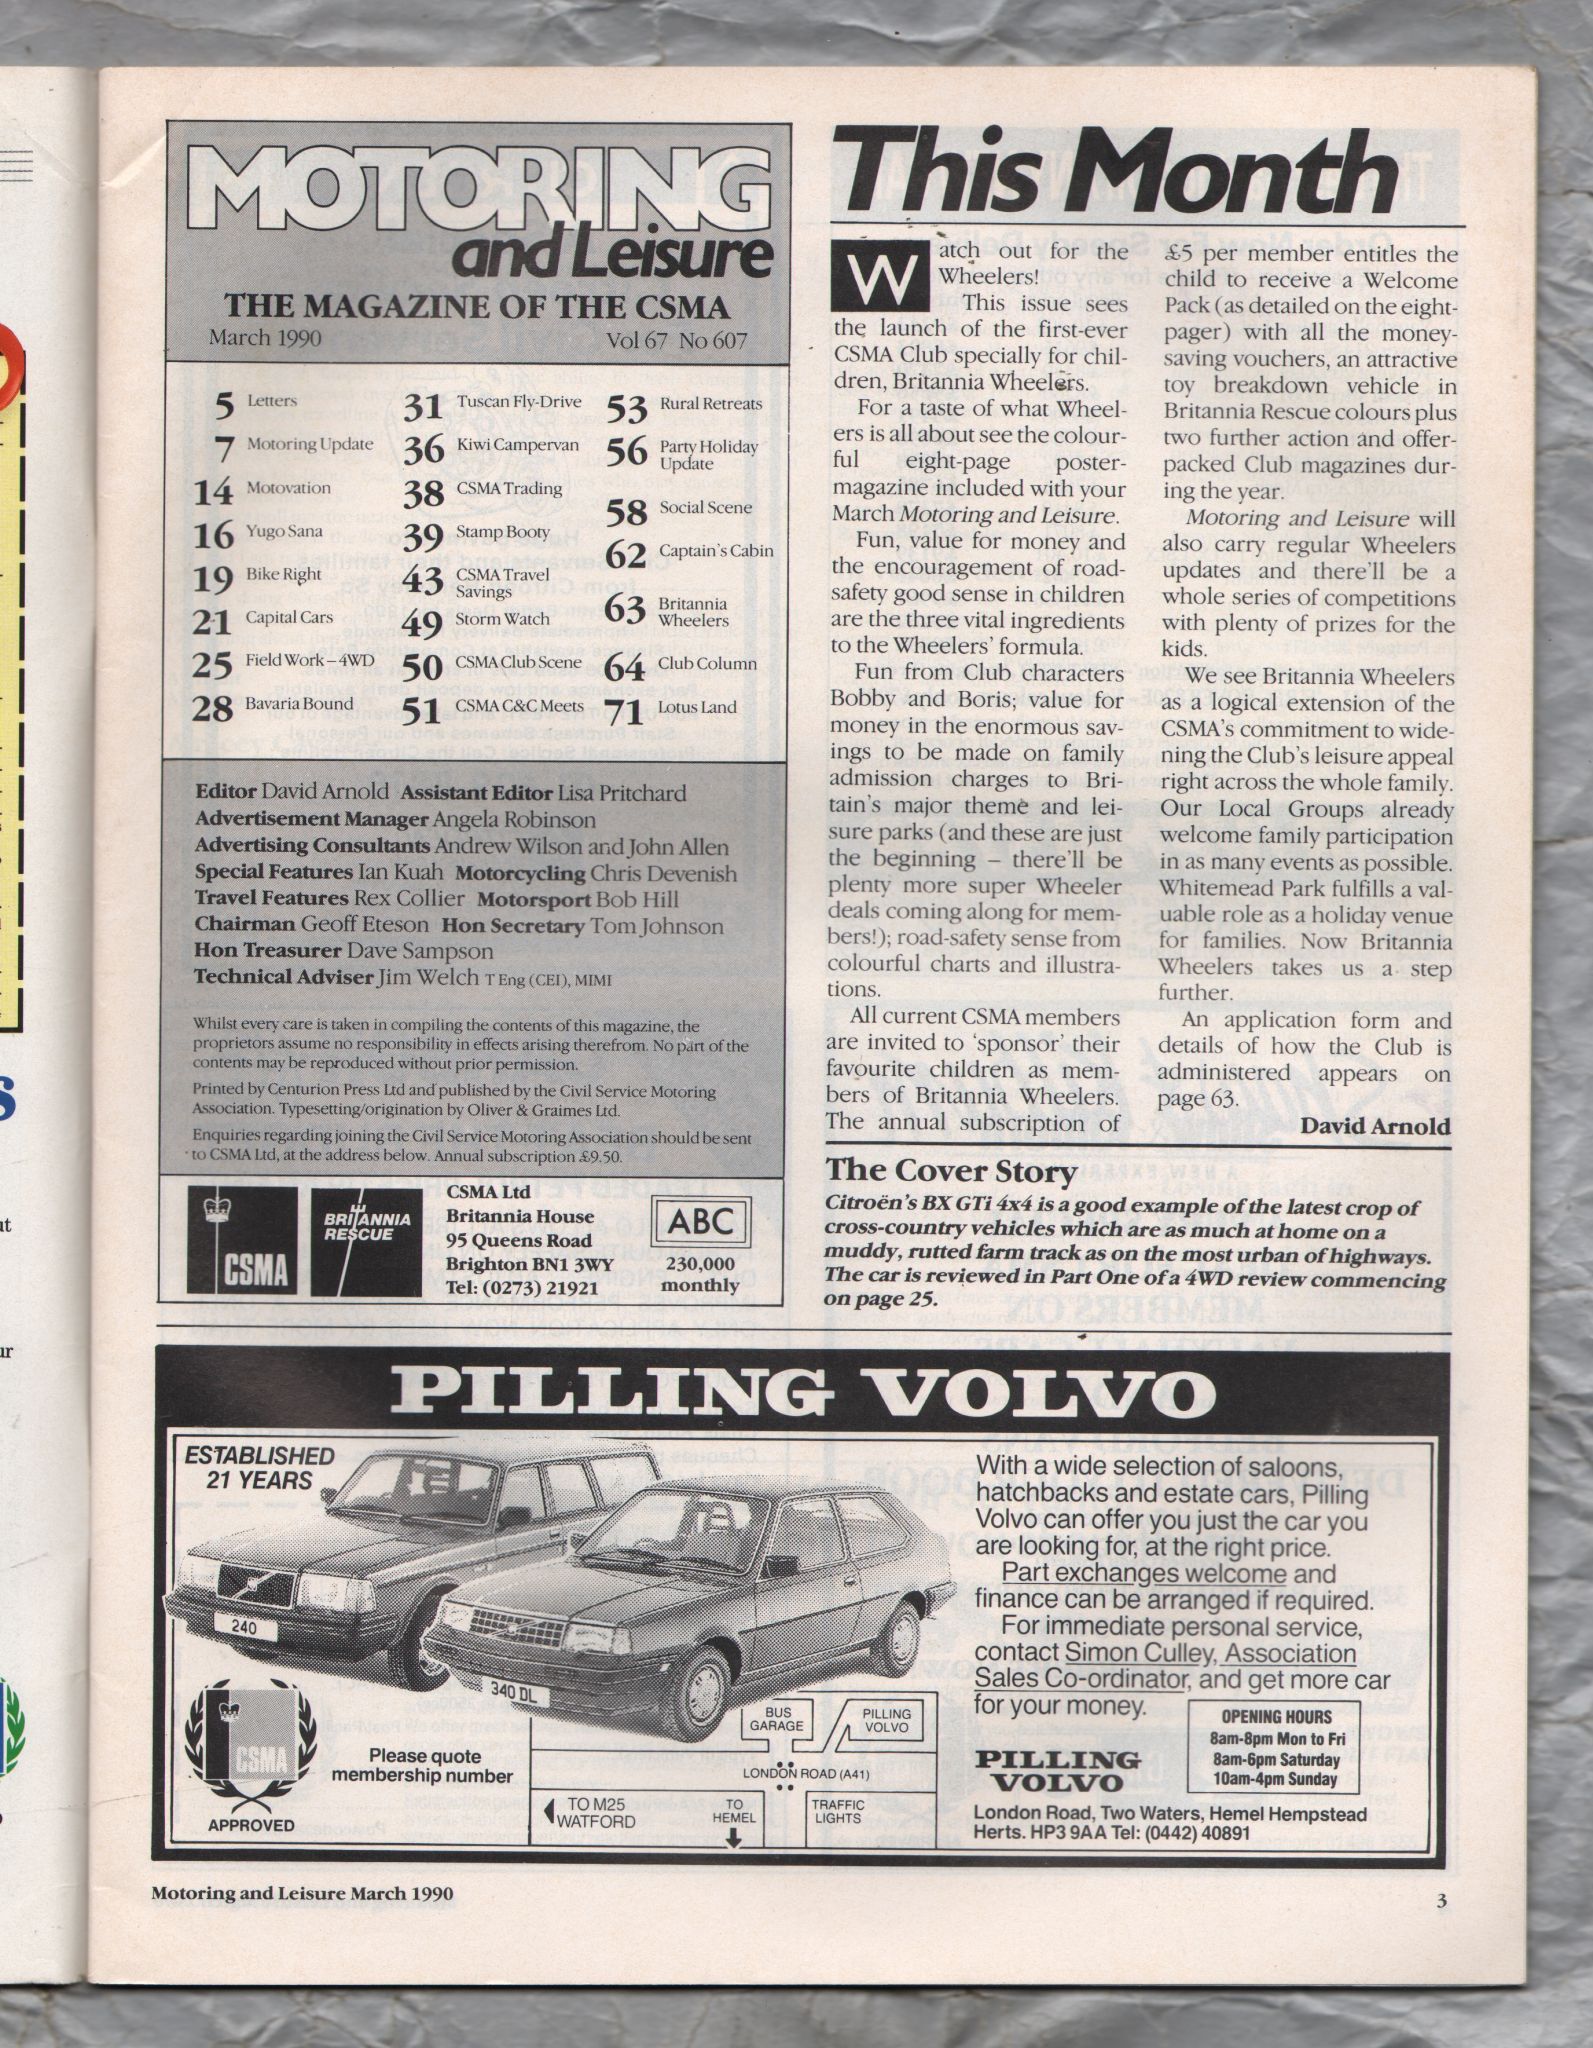 MOTORING
and Leisure
THE MAGAZINE OF THE CSMA
March 1990 Vol 67 No 607
5 Letters
7 Motoring Update
14 Motovation
16 Yugo Sana
19 Bike Right
21 Capital Cars
25 Field Work – 4WD
28 Bavaria Bound
31 Tuscan Fly-Drive
36 Kiwi Campervan
38 CSMA Trading
39 Stamp Booty
43 CSMA Travel
Savings
49 Storm Watch
50 CSMA Club Scene
51 CSMA C&C Meets
53 Rural Retreats
56 Party Holiday
Update
58 Social Scene
62 Captain's Cabin
63 Britannia
Wheelers
64 Club Column
71 Lotus Land
Editor David Arnold Assistant Editor Lisa Pritchard
Advertisement Manager Angela Robinson
Advertising Consultants Andrew Wilson and John Allen
Special Features Ian Kuah Motorcycling Chris Devenish
Travel Features Rex Collier Motorsport Bob Hill
Chairman Geoff Eteson Hon Secretary Tom Johnson
Hon Treasurer Dave Sampson
Technical Adviser Jim Welch T Eng (CEI), MIMI
Whilst every care is taken in compiling the contents of this magazine, the
proprietors assume no responsibility in effects arising therefrom. No part of the
contents may be reproduced without prior permission.
Printed by Centurion Press Ltd and published by the Civil Service Motoring
Association. Typesetting/origination by Oliver & Graimes Ltd.
Enquiries regarding joining the Civil Service Motoring Association should be sent
to CSMA Ltd, at the address below. Annual subscription £9.50.
CSMA
BRITANNIA
RESCUE
CSMA Ltd
Britannia House
95 Queens Road
Brighton BN1 3WY
Tel: (0273) 21921
ABC
230,000
monthly
This Month
Watch out for the
Wheelers!
This issue sees
the launch of the first-ever
CSMA Club specially for chil-
dren, Britannia Wheelers.
For a taste of what Wheel-
ers is all about see the colour-
ful eight-page poster-
magazine included with your
March Motoring and Leisure.
Fun, value for money and
the encouragement of road-
safety good sense in children
are the three vital ingredients
to the Wheelers' formula.
Fun from Club characters
Bobby and Boris; value for
money in the enormous sav-
ings to be made on family
admission charges to Bri-
tain's major theme and lei-
sure parks (and these are just
the beginning – there'll be
plenty more super Wheeler
deals coming along for mem-
bers!); road-safety sense from
colourful charts and illustra-
tions.
All current CSMA members
are invited to 'sponsor' their
favourite children as mem-
bers of Britannia Wheelers.
The annual subscription of
£5 per member entitles the
child to receive a Welcome
Pack (as detailed on the eight-
pager) with all the money-
saving vouchers, an attractive
toy breakdown vehicle in
Britannia Rescue colours plus
two further action and offer-
packed Club magazines dur-
ing the year.
Motoring and Leisure will
also carry regular Wheelers
updates and there'll be a
whole series of competitions
with plenty of prizes for the
kids.
We see Britannia Wheelers
as a logical extension of the
CSMA's commitment to wide-
ning the Club's leisure appeal
right across the whole family.
Our Local Groups already
welcome family participation
in as many events as possible.
Whitemead Park fulfills a val-
uable role as a holiday venue
for families. Now Britannia
Wheelers takes us a step
further.
An application form and
details of how the Club is
administered appears on
page 63.
David Arnold
The Cover Story
Citroën's BX GTi 4x4 is a good example of the latest crop of
cross-country vehicles which are as much at home on a
muddy, rutted farm track as on the most urban of highways.
The car is reviewed in Part One of a 4WD review commencing
on page 25.
PILLING VOLVO
ESTABLISHED
21 YEARS
240
340 DL
CSMA
APPROVED
Please quote
membership number
BUS
GARAGE
PILLING
VOLVO
LONDON ROAD (A41)
TO M25
WATFORD
TO
HEMEL
TRAFFIC
LIGHTS
With a wide selection of saloons,
hatchbacks and estate cars, Pilling
Volvo can offer you just the car you
are looking for, at the right price.
Part exchanges welcome and
finance can be arranged if required.
For immediate personal service,
contact Simon Culley, Association
Sales Co-ordinator, and get more car
for your money.
OPENING HOURS
8am-8pm Mon to Fri
8am-6pm Saturday
10am-4pm Sunday
PILLING
VOLVO
London Road, Two Waters, Hemel Hempstead
Herts. HP3 9AA Tel: (0442) 40891
Motoring and Leisure March 1990
3